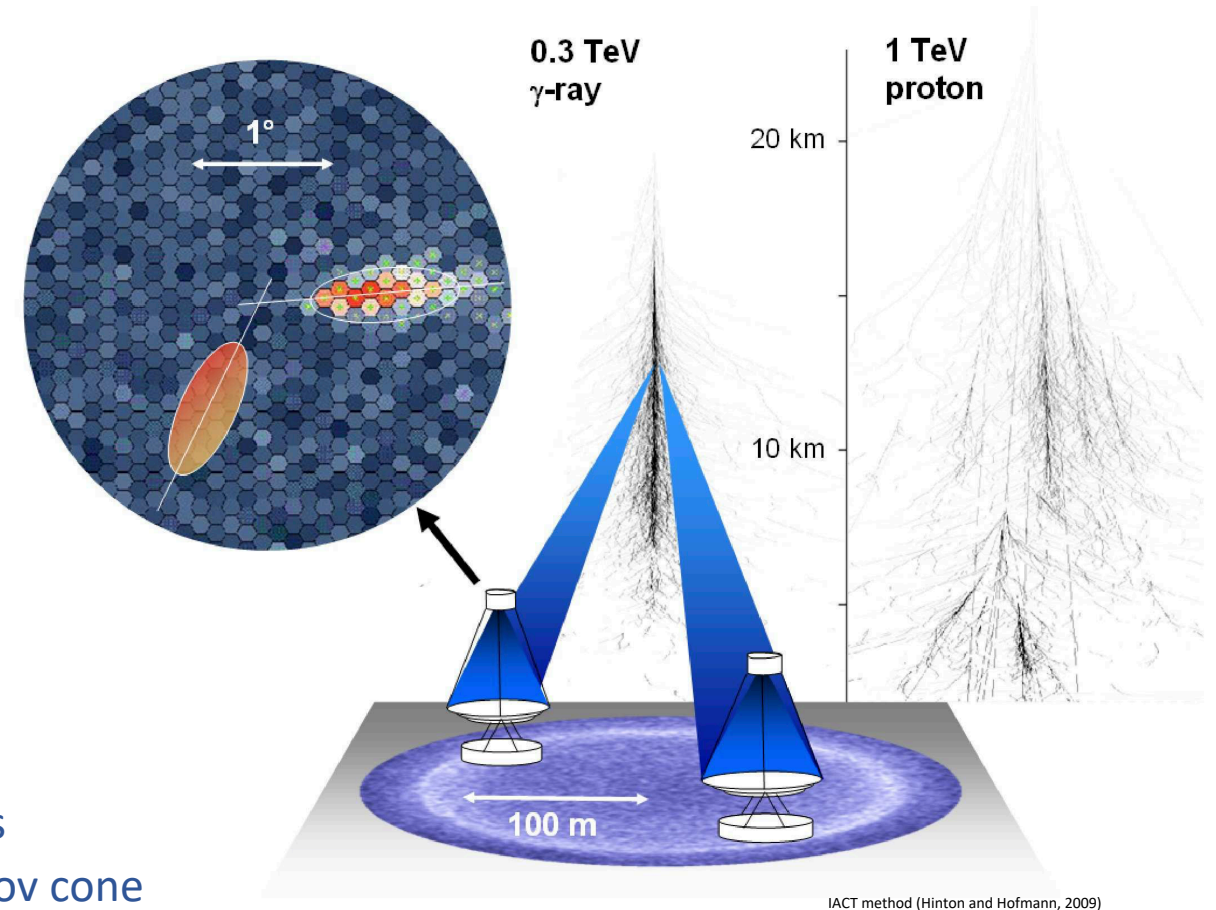 0.3 TeV
γ-ray
1 TeV
proton
1°
20 km
10 km
100 m
s
ov cone
IACT method (Hinton and Hofmann, 2009)